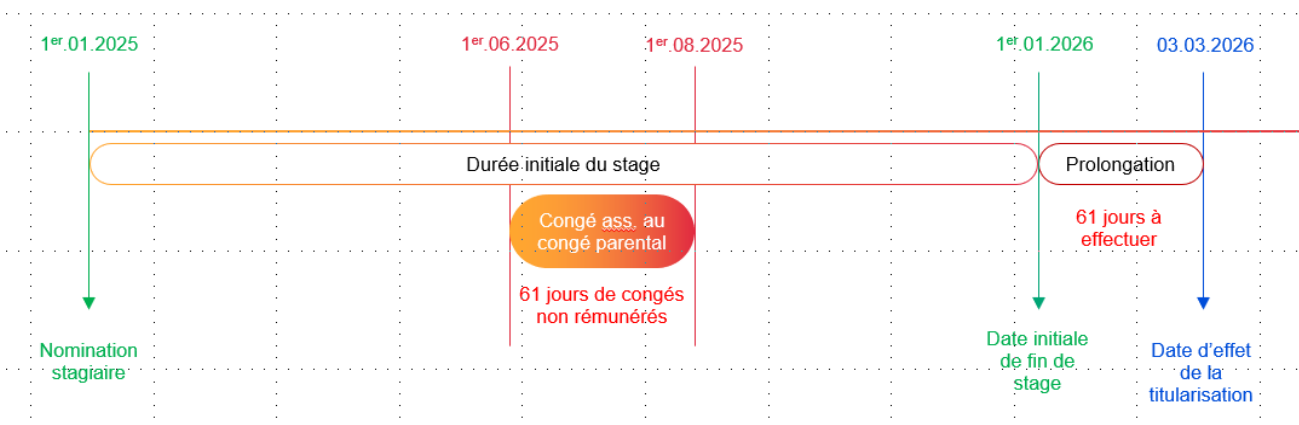 1er.01.2025
1er.06.2025
1er.08.2025
1er.01.2026
03.03.2026
Durée initiale du stage
Prolongation
Congé ass. au
congé parental
61 jours à
effectuer
61 jours de congés
non rémunérés
Nomination
stagiaire
Date initiale
de fin de
stage
Date d'effet
de la
titularisation